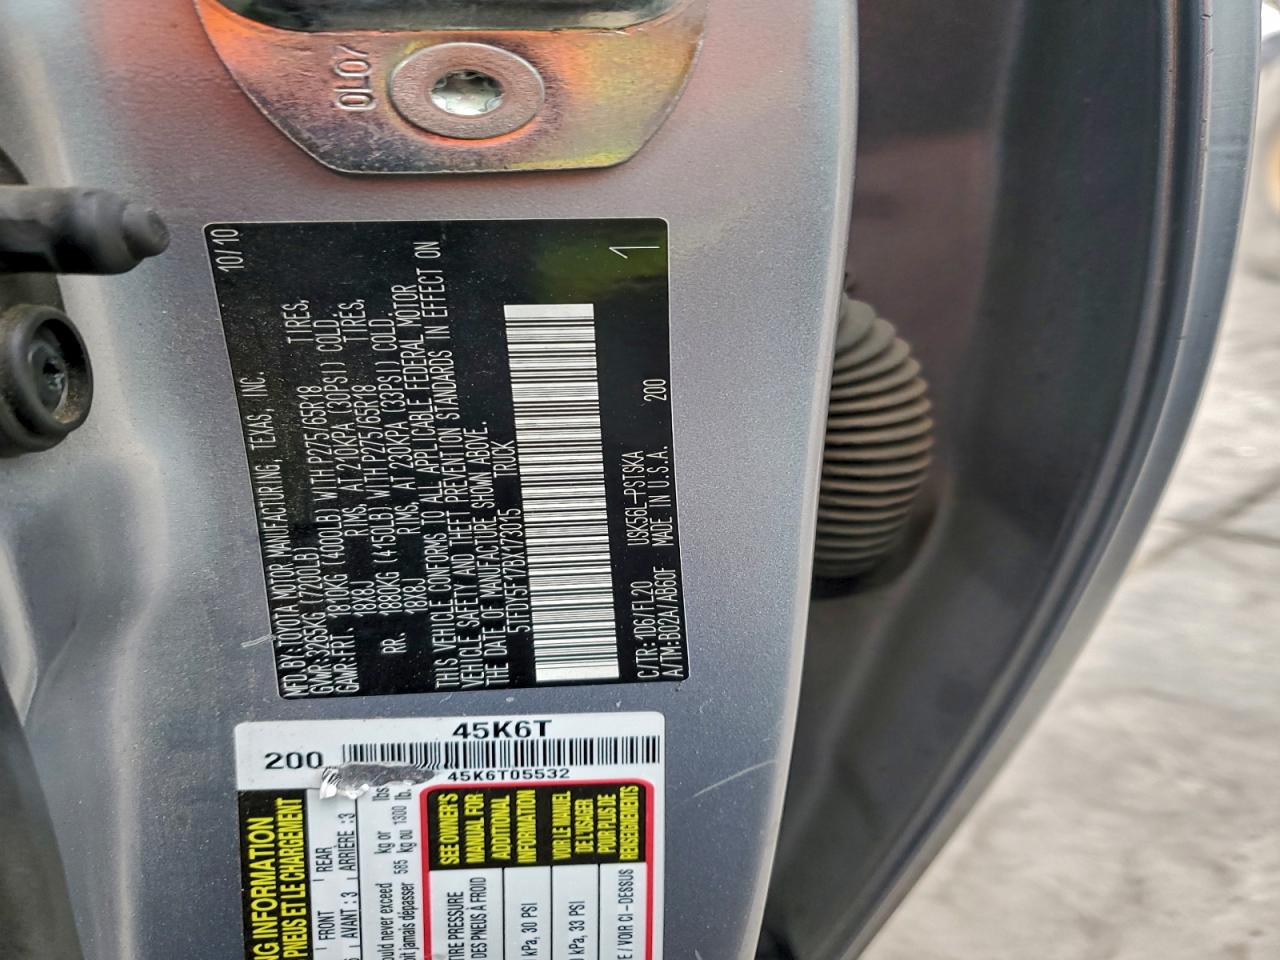 0L07
MFD.BY:TOYOTA MOTOR MANUFACTURING, TEXAS, INC. 10/10
GVWR:3265KG (7200LB)
GAWR:FRT. 1810KG (4000LB) WITH P275/65R18 TIRES,
18X8J RIMS, AT 210KPA (30PSI) COLD.
RR. 1880KG (4150LB) WITH P275/65R18 TIRES,
18X8J RIMS, AT 230KPA (33PSI) COLD.
THIS VEHICLE CONFORMS TO ALL APPLICABLE FEDERAL MOTOR
VEHICLE SAFETY AND THEFT PREVENTION STANDARDS IN EFFECT ON
THE DATE OF MANUFACTURE SHOWN ABOVE.
5TFDY5F17BX173015 TRUCK
C/TR:1D6/FL20 USK56L-PSTSKA 200
A/TM:B02A/AB60F MADE IN U.S.A.
1
45K6T
200
45K6T05532
INFORMATION
PNEUS ET LE CHARGEMENT
FRONT REAR
AVANT:3 ARRIÈRE:3
should never exceed kg or lbs
jamais dépasser 585 kg ou 1300 lb.
SEE OWNER'S
MANUAL FOR
ADDITIONAL
INFORMATION
VOIR LE MANUEL
DE L'USAGER
POUR PLUS DE
RENSEIGNEMENTS
TIRE PRESSURE
DES PNEUS À FROID
kPa, 30 PSI
kPa, 33 PSI
/ VOIR CI-DESSUS